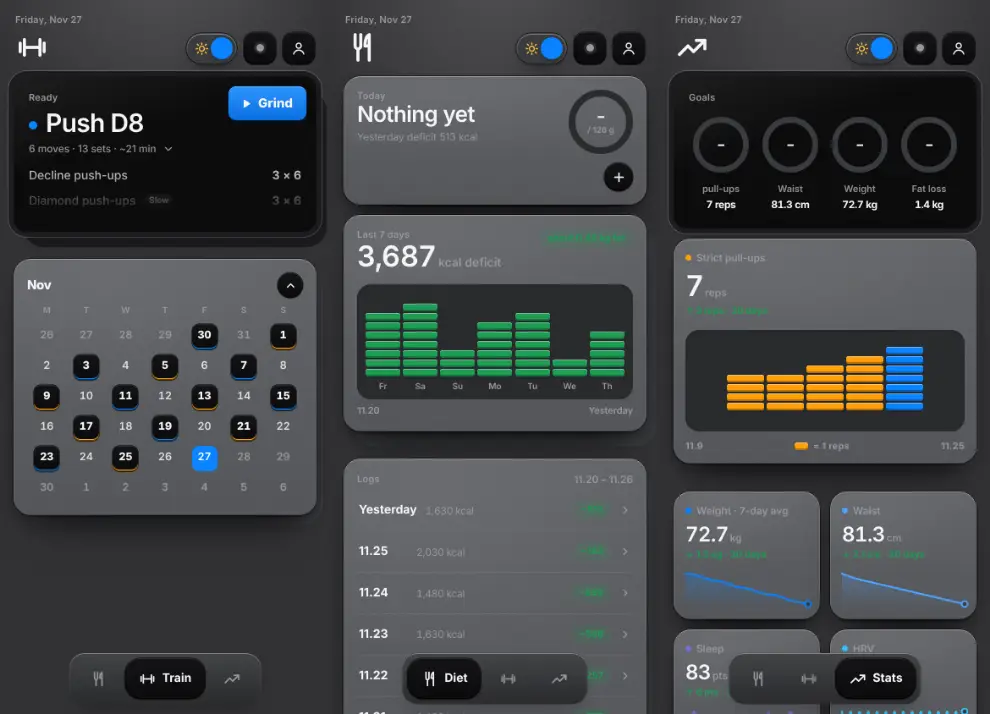 Friday, Nov 27
Ready
Push D8
Grind
6 moves · 13 sets · ~21 min
Decline push-ups 3 × 6
Diamond push-ups Slow 3 × 6
Nov
M T W T F S S
26 27 28 29 30 31 1
2 3 4 5 6 7 8
9 10 11 12 13 14 15
16 17 18 19 20 21 22
23 24 25 26 27 28 29
30 1 2 3 4 5 6
Train
Friday, Nov 27
Today
Nothing yet
Yesterday deficit 513 kcal
-
/ 120 g
+
Last 7 days
3,687 kcal deficit
Fr Sa Su Mo Tu We Th
11.20 Yesterday
Logs 11.20 – 11.26
Yesterday 1,630 kcal
11.25 2,030 kcal
11.24 1,480 kcal
11.23 1,630 kcal
11.22
Diet
Friday, Nov 27
Goals
- - - -
pull-ups Waist Weight Fat loss
7 reps 81.3 cm 72.7 kg 1.4 kg
Strict pull-ups
7 reps
11.9 = 1 reps 11.25
Weight · 7-day avg
72.7 kg
Waist
81.3 cm
Sleep
83 pts
HRV
Stats